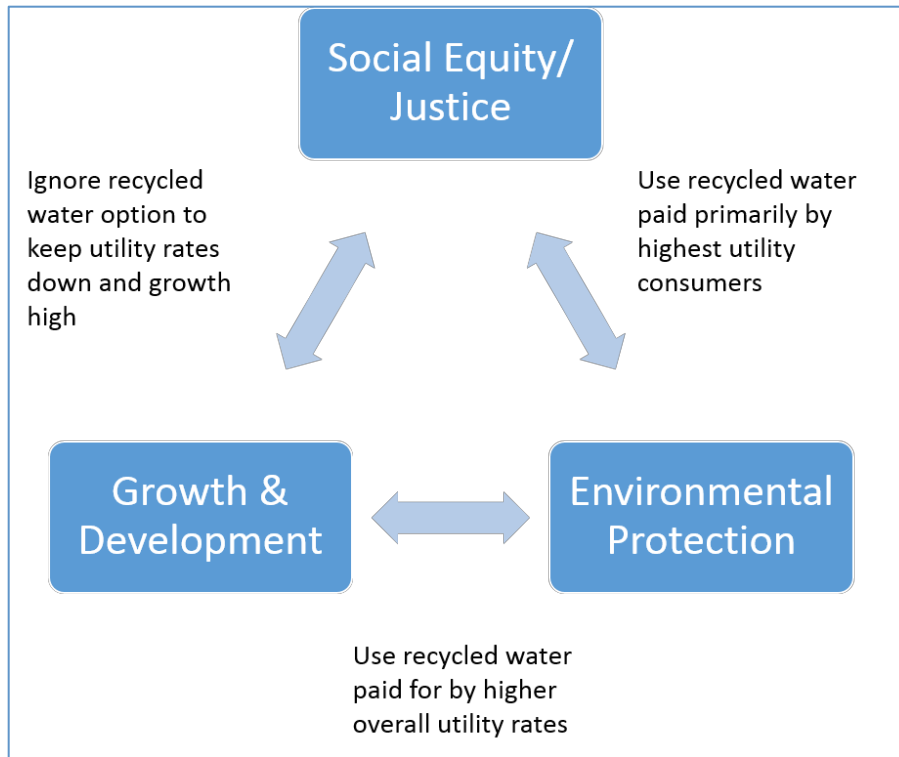 Social Equity/
Justice
Ignore recycled
water option to
keep utility rates
down and growth
high
Use recycled water
paid primarily by
highest utility
consumers
Growth &
Development
Environmental
Protection
Use recycled water
paid for by higher
overall utility rates